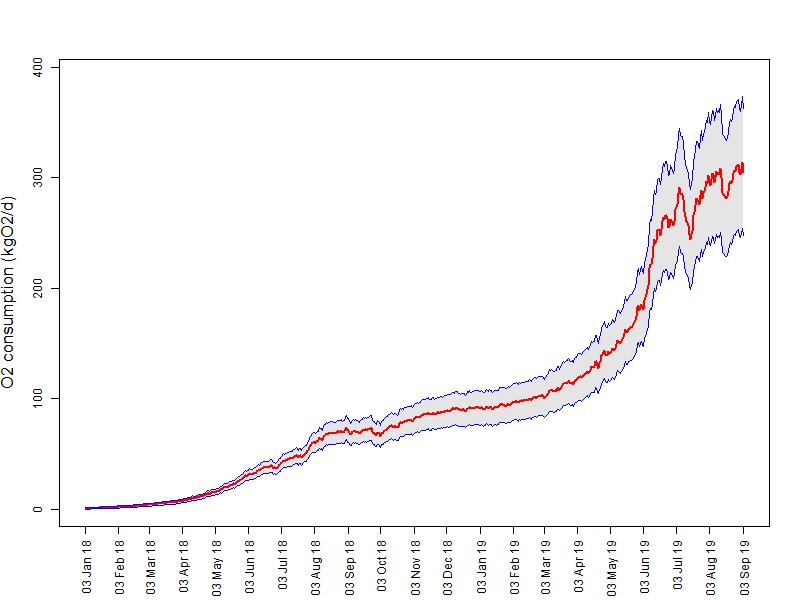 O2 consumption (kgO2/d)
400
300
200
100
0
03 Jan 18
03 Feb 18
03 Mar 18
03 Apr 18
03 May 18
03 Jun 18
03 Jul 18
03 Aug 18
03 Sep 18
03 Oct 18
03 Nov 18
03 Dec 18
03 Jan 19
03 Feb 19
03 Mar 19
03 Apr 19
03 May 19
03 Jun 19
03 Jul 19
03 Aug 19
03 Sep 19